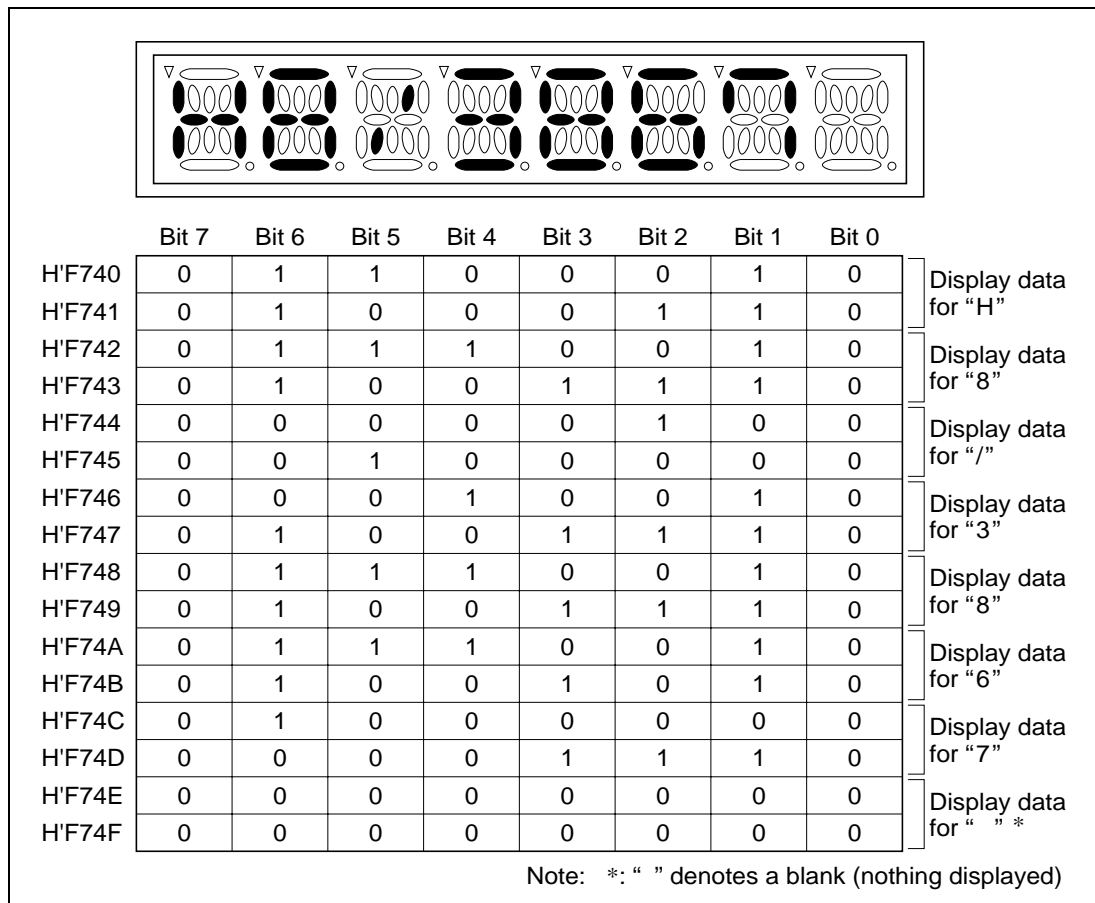 Bit 7 Bit 6 Bit 5 Bit 4 Bit 3 Bit 2 Bit 1 Bit 0
H'F740 0 1 1 0 0 0 1 0
H'F741 0 1 0 0 0 1 1 0
Display data for “H”
H'F742 0 1 1 1 0 0 1 0
H'F743 0 1 0 0 1 1 1 0
Display data for “8”
H'F744 0 0 0 0 0 1 0 0
H'F745 0 0 1 0 0 0 0 0
Display data for “/”
H'F746 0 0 0 1 0 0 1 0
H'F747 0 1 0 0 1 1 1 0
Display data for “3”
H'F748 0 1 1 1 0 0 1 0
H'F749 0 1 0 0 1 1 1 0
Display data for “8”
H'F74A 0 1 1 1 0 0 1 0
H'F74B 0 1 0 0 1 0 1 0
Display data for “6”
H'F74C 0 1 0 0 0 0 0 0
H'F74D 0 0 0 0 1 1 1 0
Display data for “7”
H'F74E 0 0 0 0 0 0 0 0
H'F74F 0 0 0 0 0 0 0 0
Display data for “ ” *
Note: *: “ ” denotes a blank (nothing displayed)